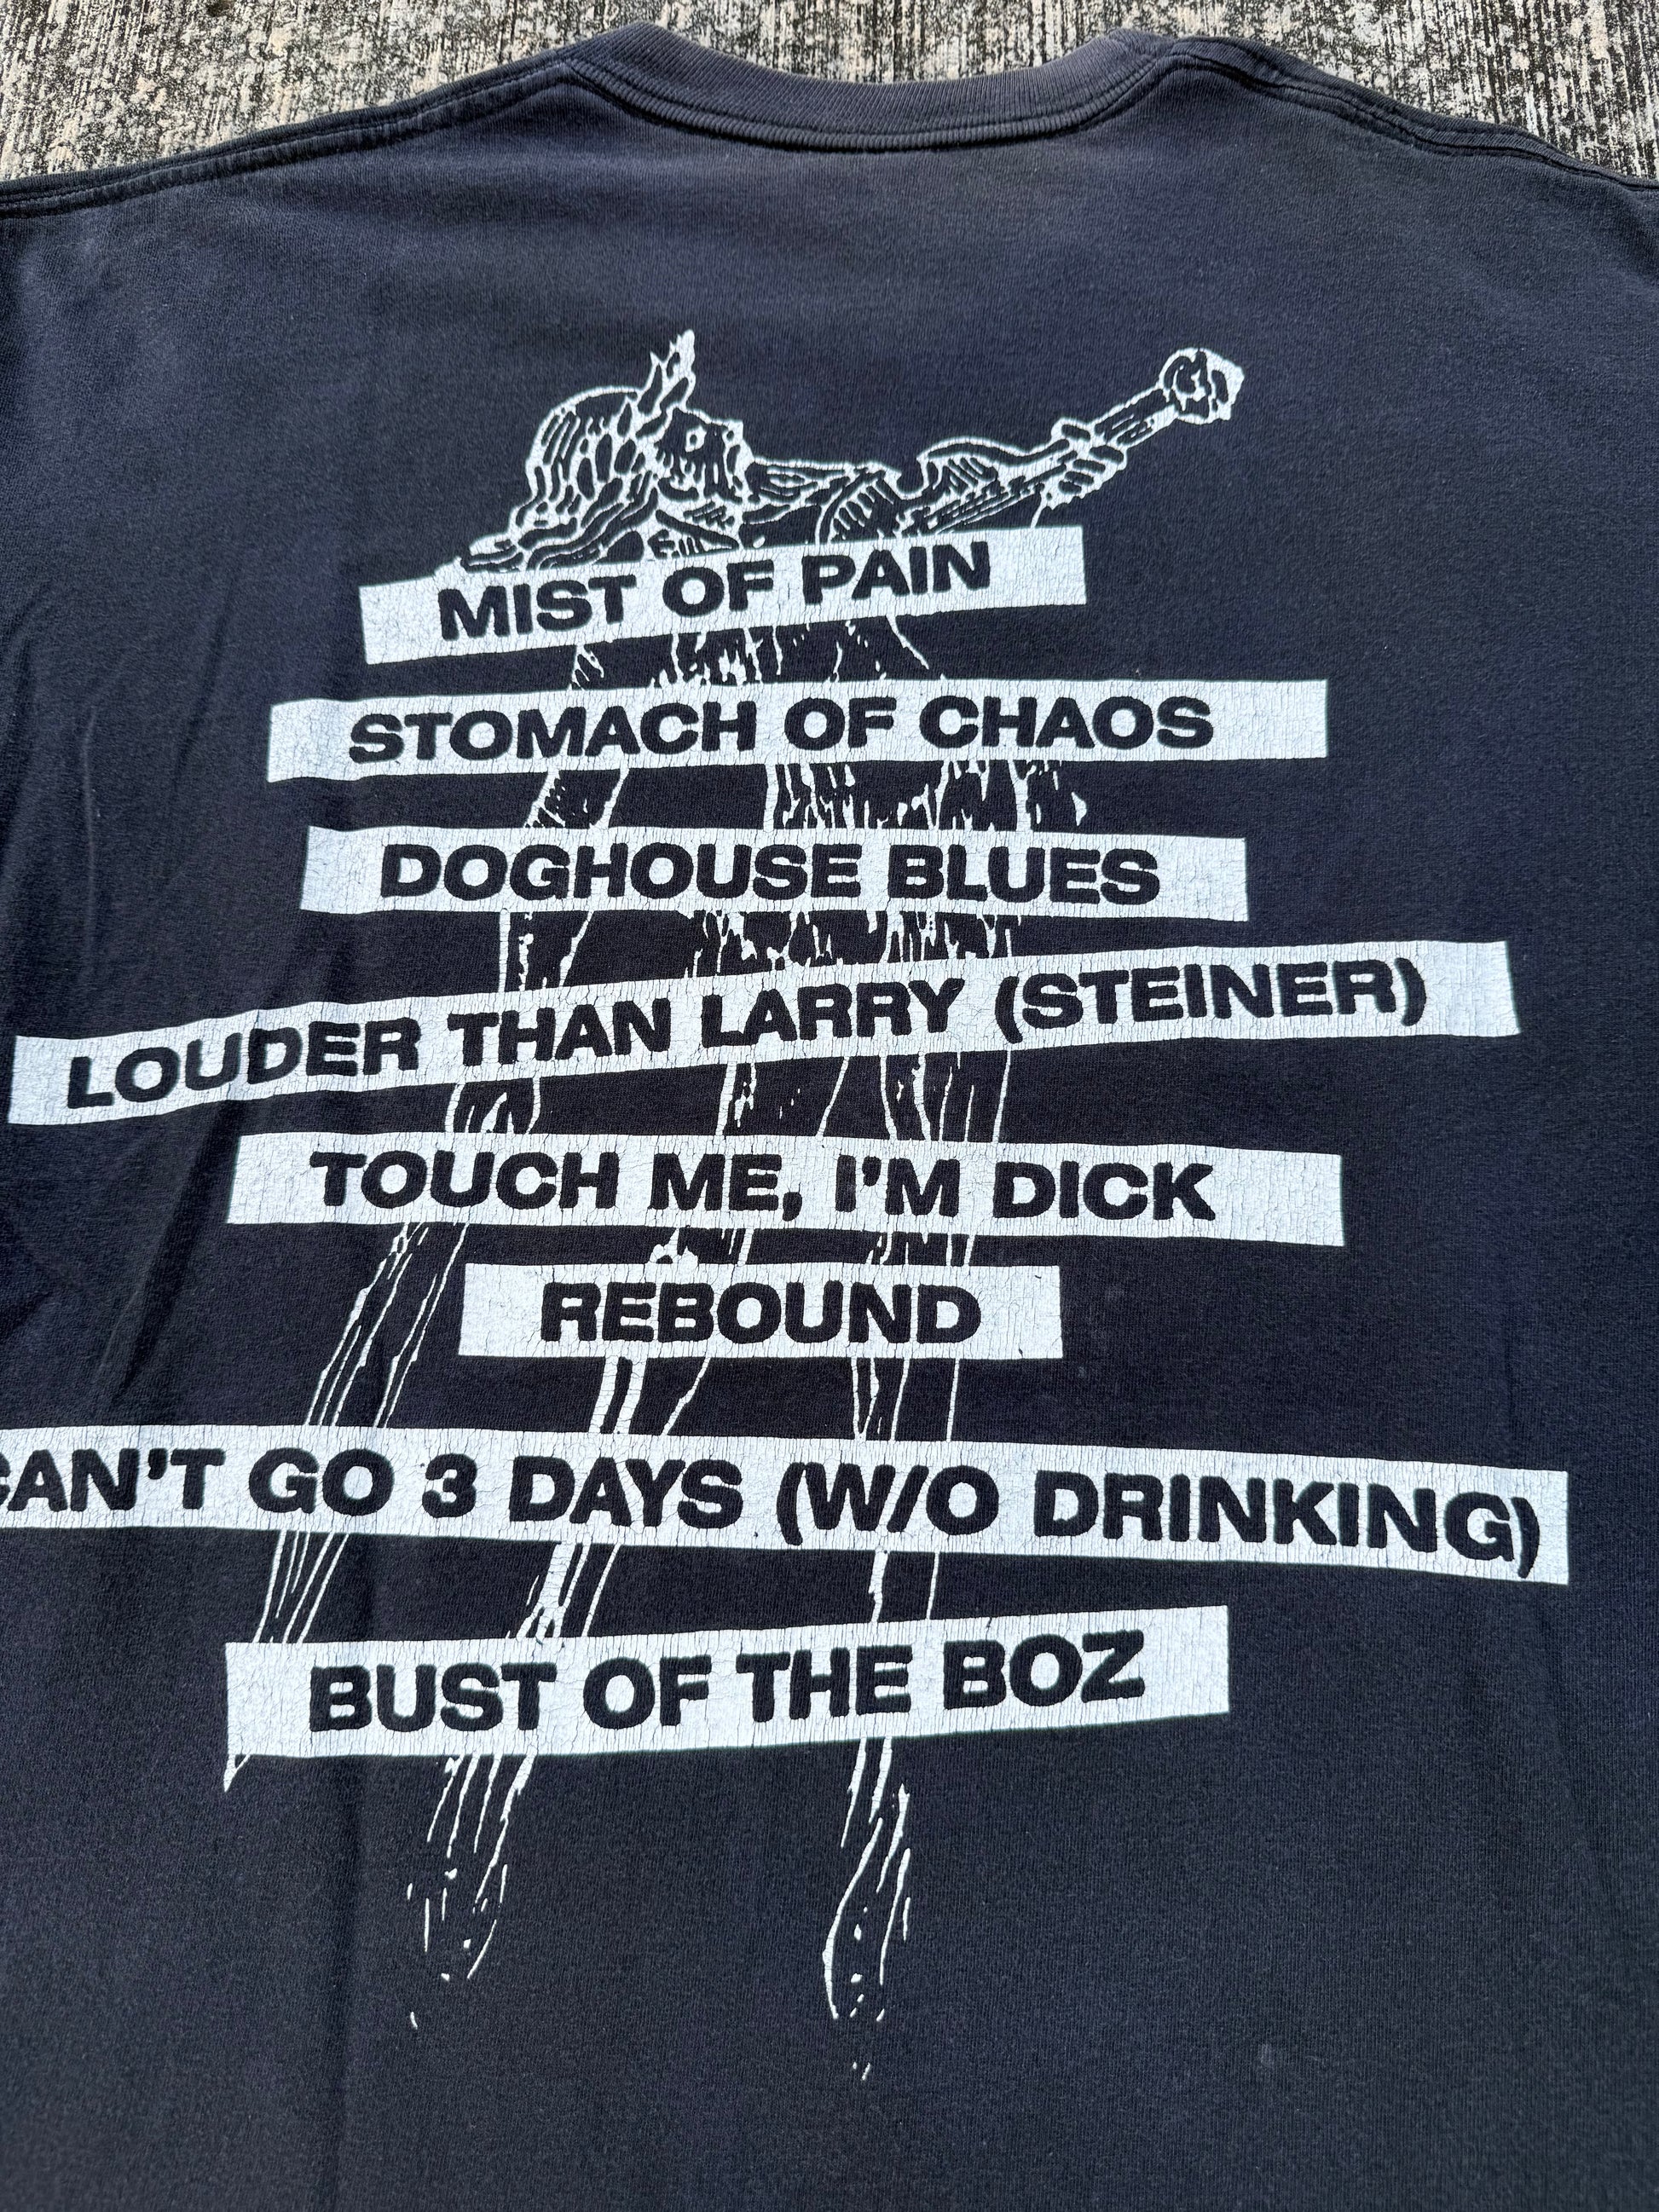 MIST OF PAIN
STOMACH OF CHAOS
DOGHOUSE BLUES
LOUDER THAN LARRY (STEINER)
TOUCH ME, I'M DICK
REBOUND
CAN'T GO 3 DAYS (W/O DRINKING)
BUST OF THE BOZ